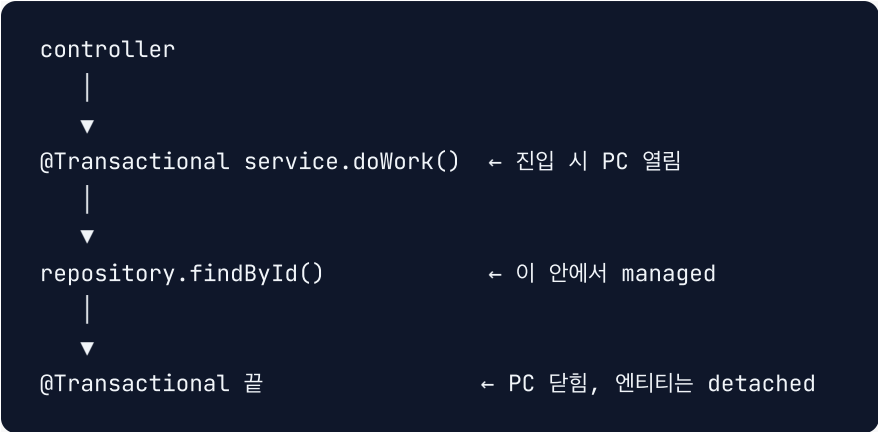 controller
│
▼
@Transactional service.doWork() ← 진입 시 PC 열림
│
▼
repository.findById() ← 이 안에서 managed
│
▼
@Transactional 끝 ← PC 닫힘, 엔티티는 detached